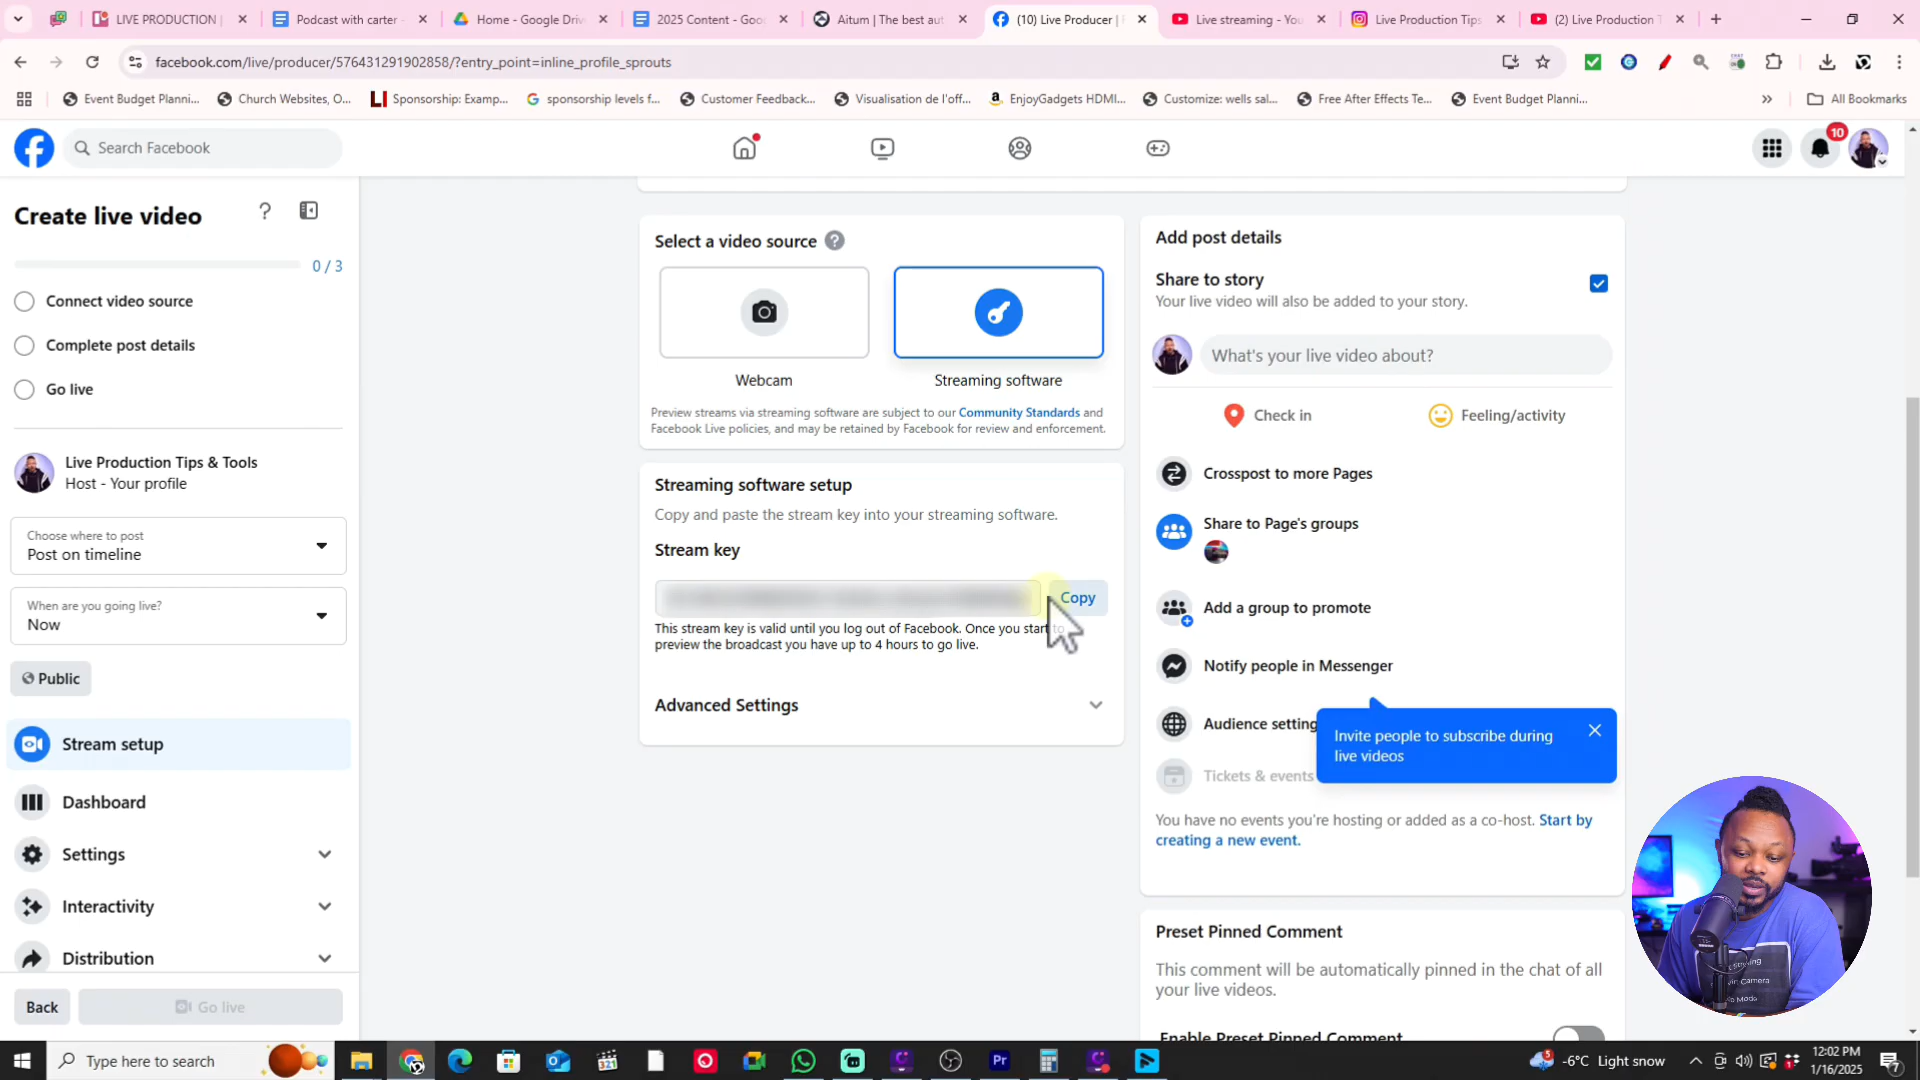 LIVE PRODUCTION
Podcast with carter
Home - Google Driv
2025 Content - Goo
Aitum | The best aut
(10) Live Producer |
Live streaming - You
Live Production Tips
(2) Live Production T
facebook.com/live/producer/576431291902858/?entry_point=inline_profile_sprouts
Event Budget Planni...
Church Websites, O...
Sponsorship: Examp...
sponsorship levels f...
Customer Feedback...
Visualisation de l'off...
EnjoyGadgets HDMI...
Customize: wells sal...
Free After Effects Te...
Event Budget Planni...
All Bookmarks
Search Facebook
10
Create live video
0 / 3
Connect video source
Complete post details
Go live
Live Production Tips & Tools
Host - Your profile
Choose where to post
Post on timeline
When are you going live?
Now
Public
Stream setup
Dashboard
Settings
Interactivity
Distribution
Back
Go live
Select a video source
Webcam
Streaming software
Preview streams via streaming software are subject to our Community Standards and
Facebook Live policies, and may be retained by Facebook for review and enforcement.
Streaming software setup
Copy and paste the stream key into your streaming software.
Stream key
Copy
This stream key is valid until you log out of Facebook. Once you start to
preview the broadcast you have up to 4 hours to go live.
Advanced Settings
Add post details
Share to story
Your live video will also be added to your story.
What's your live video about?
Check in
Feeling/activity
Crosspost to more Pages
Share to Page's groups
Add a group to promote
Notify people in Messenger
Audience setting
Invite people to subscribe during
live videos
Tickets & events
You have no events you're hosting or added as a co-host. Start by
creating a new event.
Preset Pinned Comment
This comment will be automatically pinned in the chat of all
your live videos.
Enable Preset Pinned Comment
Camera
Mode
Type here to search
-6°C Light snow
12:02 PM
1/16/2025